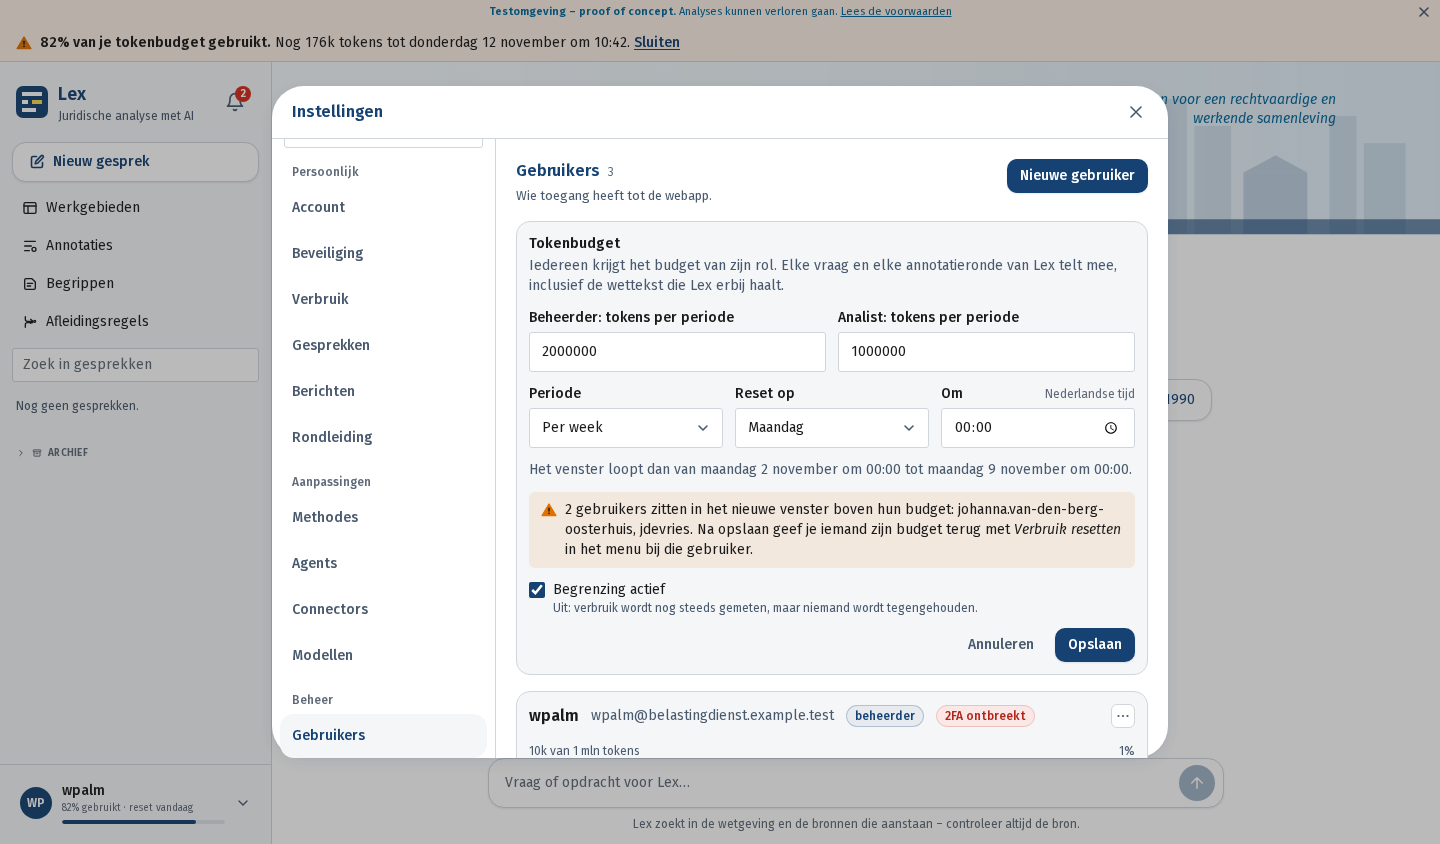 Testomgeving – proof of concept. Analyses kunnen verloren gaan. Lees de voorwaarden
82% van je tokenbudget gebruikt. Nog 176k tokens tot donderdag 12 november om 10:42. Sluiten
Lex
Juridische analyse met AI
2
Nieuw gesprek
Werkgebieden
Annotaties
Begrippen
Afleidingsregels
Zoek in gesprekken
Nog geen gesprekken.
ARCHIEF
WP
wpalm
82% gebruikt · reset vandaag
n voor een rechtvaardige en
werkende samenleving
1990
Instellingen
Persoonlijk
Account
Beveiliging
Verbruik
Gesprekken
Berichten
Rondleiding
Aanpassingen
Methodes
Agents
Connectors
Modellen
Beheer
Gebruikers
Gebruikers 3
Wie toegang heeft tot de webapp.
Nieuwe gebruiker
Tokenbudget
Iedereen krijgt het budget van zijn rol. Elke vraag en elke annotatieronde van Lex telt mee,
inclusief de wettekst die Lex erbij haalt.
Beheerder: tokens per periode
Analist: tokens per periode
2000000
1000000
Periode
Reset op
Om
Nederlandse tijd
Per week
Maandag
00:00
Het venster loopt dan van maandag 2 november om 00:00 tot maandag 9 november om 00:00.
2 gebruikers zitten in het nieuwe venster boven hun budget: johanna.van-den-berg-
oosterhuis, jdevries. Na opslaan geef je iemand zijn budget terug met Verbruik resetten
in het menu bij die gebruiker.
Begrenzing actief
Uit: verbruik wordt nog steeds gemeten, maar niemand wordt tegengehouden.
Annuleren
Opslaan
wpalm wpalm@belastingdienst.example.test beheerder 2FA ontbreekt
10k van 1 mln tokens
1%
Vraag of opdracht voor Lex…
Lex zoekt in de wetgeving en de bronnen die aanstaan – controleer altijd de bron.